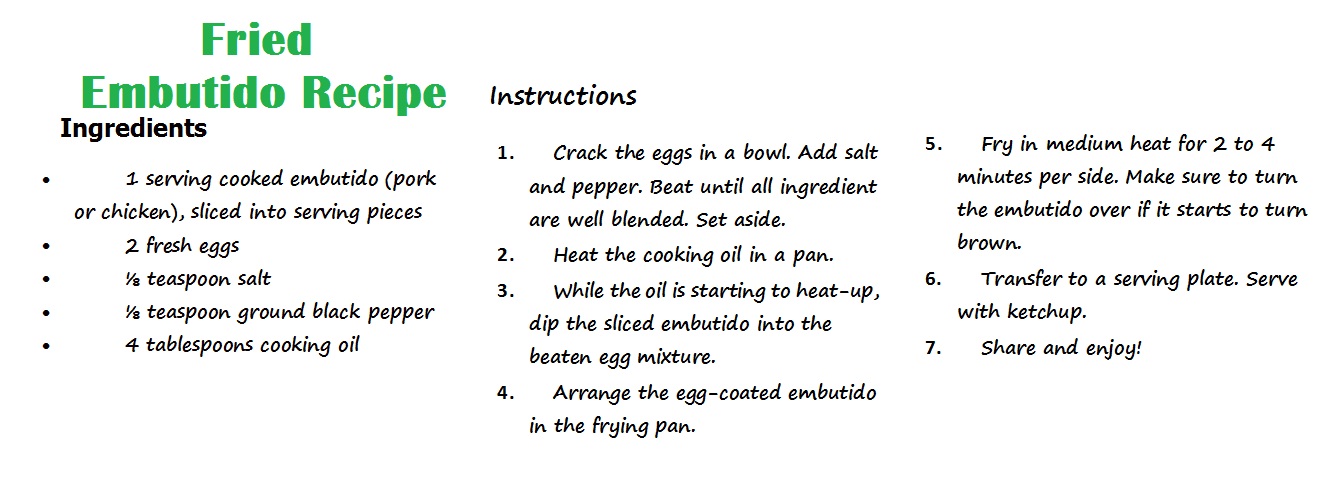 Fried
Embutido Recipe
Ingredients
• 1 serving cooked embutido (pork
or chicken), sliced into serving pieces
• 2 fresh eggs
• ⅛ teaspoon salt
• ⅛ teaspoon ground black pepper
• 4 tablespoons cooking oil
Instructions
1. Crack the eggs in a bowl. Add salt
and pepper. Beat until all ingredient
are well blended. Set aside.
2. Heat the cooking oil in a pan.
3. While the oil is starting to heat-up,
dip the sliced embutido into the
beaten egg mixture.
4. Arrange the egg-coated embutido
in the frying pan.
5. Fry in medium heat for 2 to 4
minutes per side. Make sure to turn
the embutido over if it starts to turn
brown.
6. Transfer to a serving plate. Serve
with ketchup.
7. Share and enjoy!